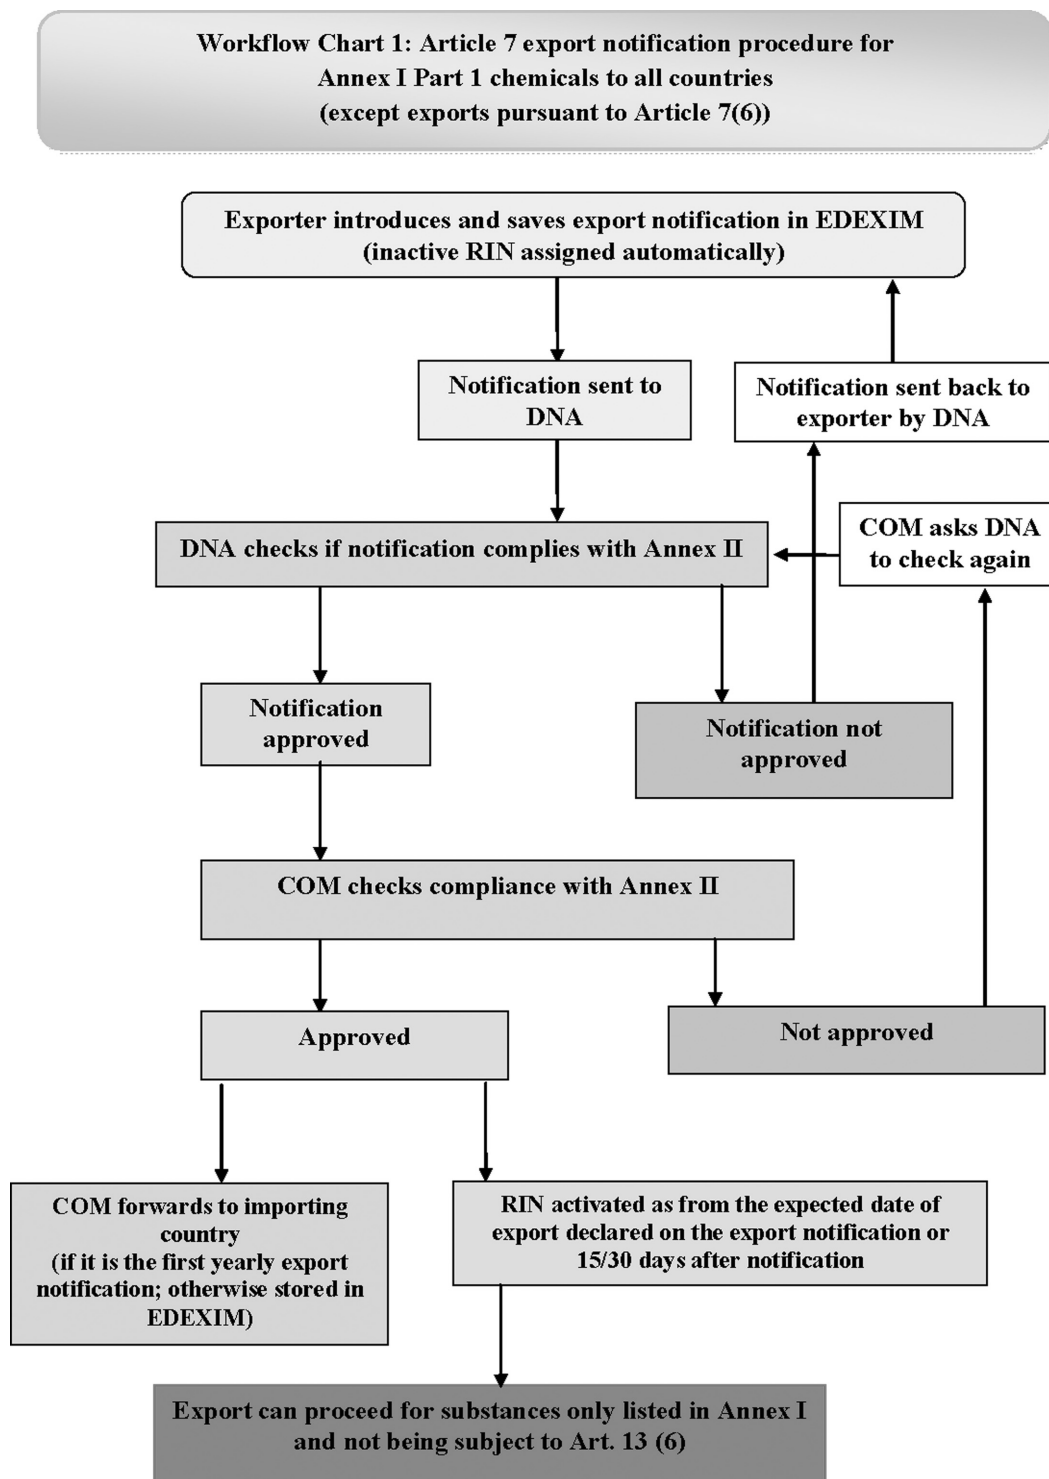 Workflow Chart 1: Article 7 export notification procedure for
Annex I Part 1 chemicals to all countries
(except exports pursuant to Article 7(6))
Exporter introduces and saves export notification in EDEXIM
(inactive RIN assigned automatically)
Notification sent to
DNA
Notification sent back to
exporter by DNA
COM asks DNA
to check again
DNA checks if notification complies with Annex II
Notification
approved
Notification not
approved
COM checks compliance with Annex II
Approved
Not approved
COM forwards to importing
country
(if it is the first yearly export
notification; otherwise stored in
EDEXIM)
RIN activated as from the expected date of
export declared on the export notification or
15/30 days after notification
Export can proceed for substances only listed in Annex I
and not being subject to Art. 13 (6)